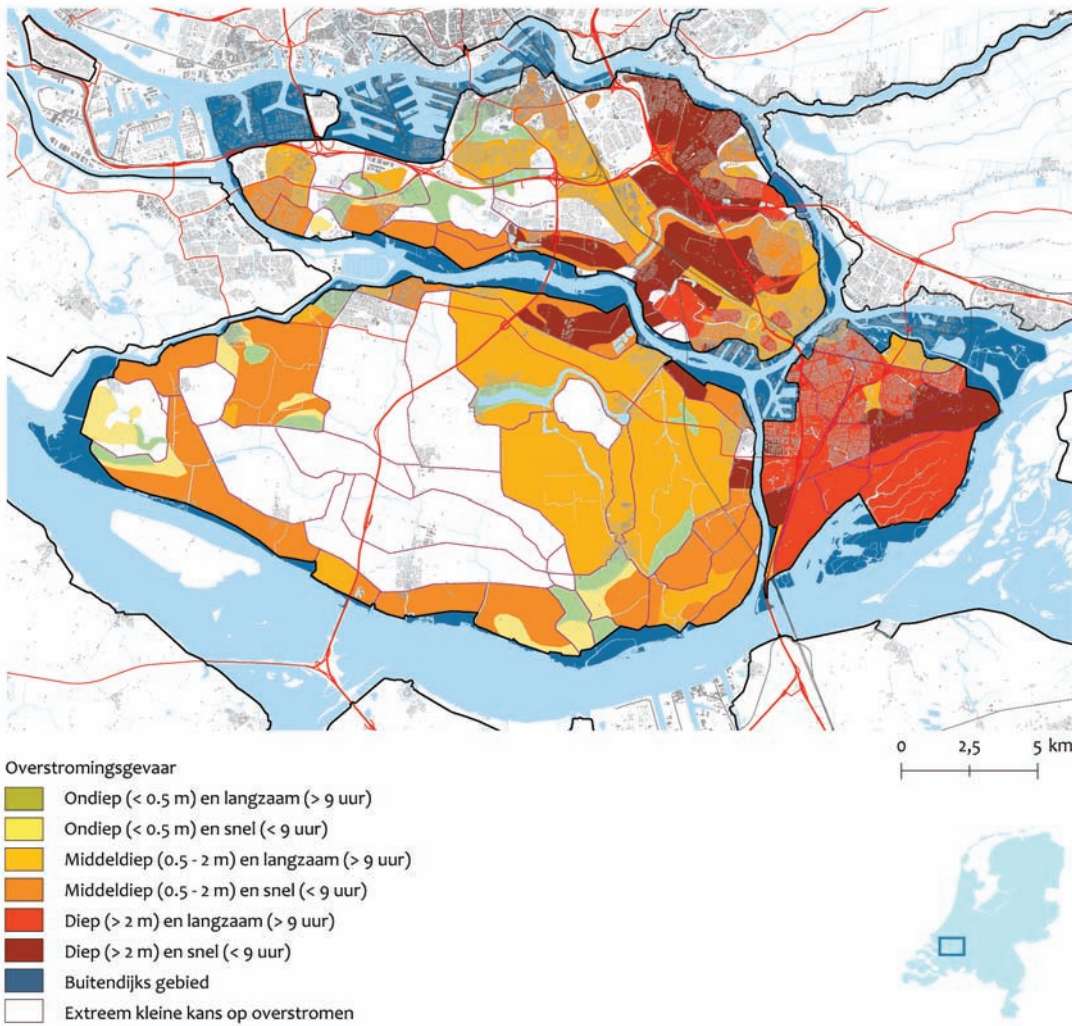 0 2,5 5 km
Overstromingsgevaar
Ondiep (< 0.5 m) en langzaam (> 9 uur)
Ondiep (< 0.5 m) en snel (< 9 uur)
Middeldiep (0.5 - 2 m) en langzaam (> 9 uur)
Middeldiep (0.5 - 2 m) en snel (< 9 uur)
Diep (> 2 m) en langzaam (> 9 uur)
Diep (> 2 m) en snel (< 9 uur)
Buitendijks gebied
Extreem kleine kans op overstromen